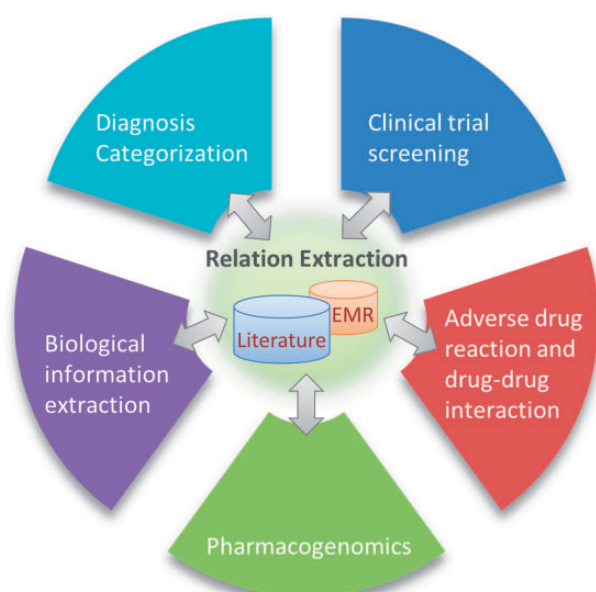 Diagnosis
Categorization
Clinical trial
screening
Relation Extraction
EMR
Literature
Biological
information
extraction
Adverse drug
reaction and
drug-drug
interaction
Pharmacogenomics